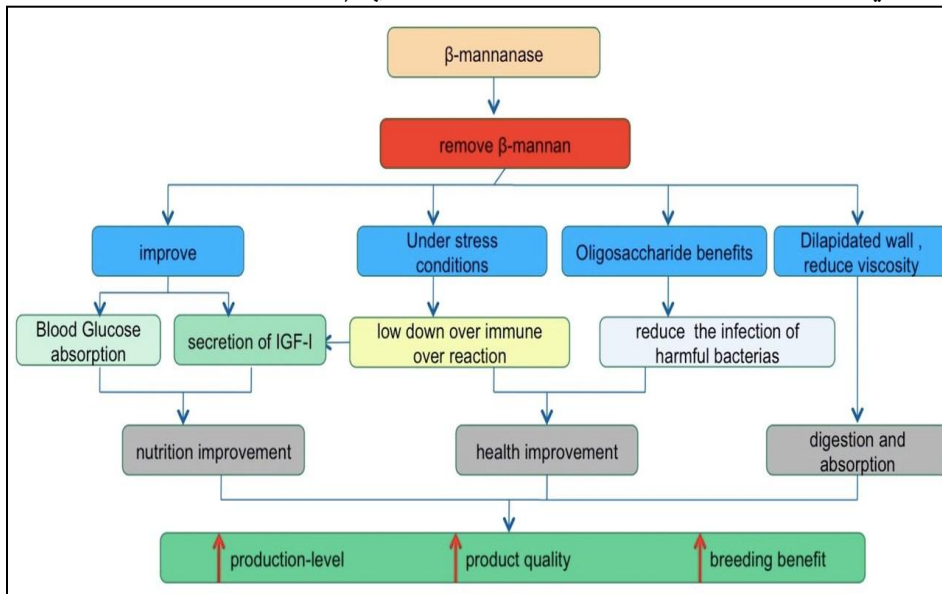 β-mannanase
remove β-mannan
improve
Under stress
conditions
Oligosaccharide benefits
Dilapidated wall ,
reduce viscosity
Blood Glucose
absorption
secretion of IGF-I
low down over immune
over reaction
reduce the infection of
harmful bacterias
nutrition improvement
health improvement
digestion and
absorption
production-level
product quality
breeding benefit